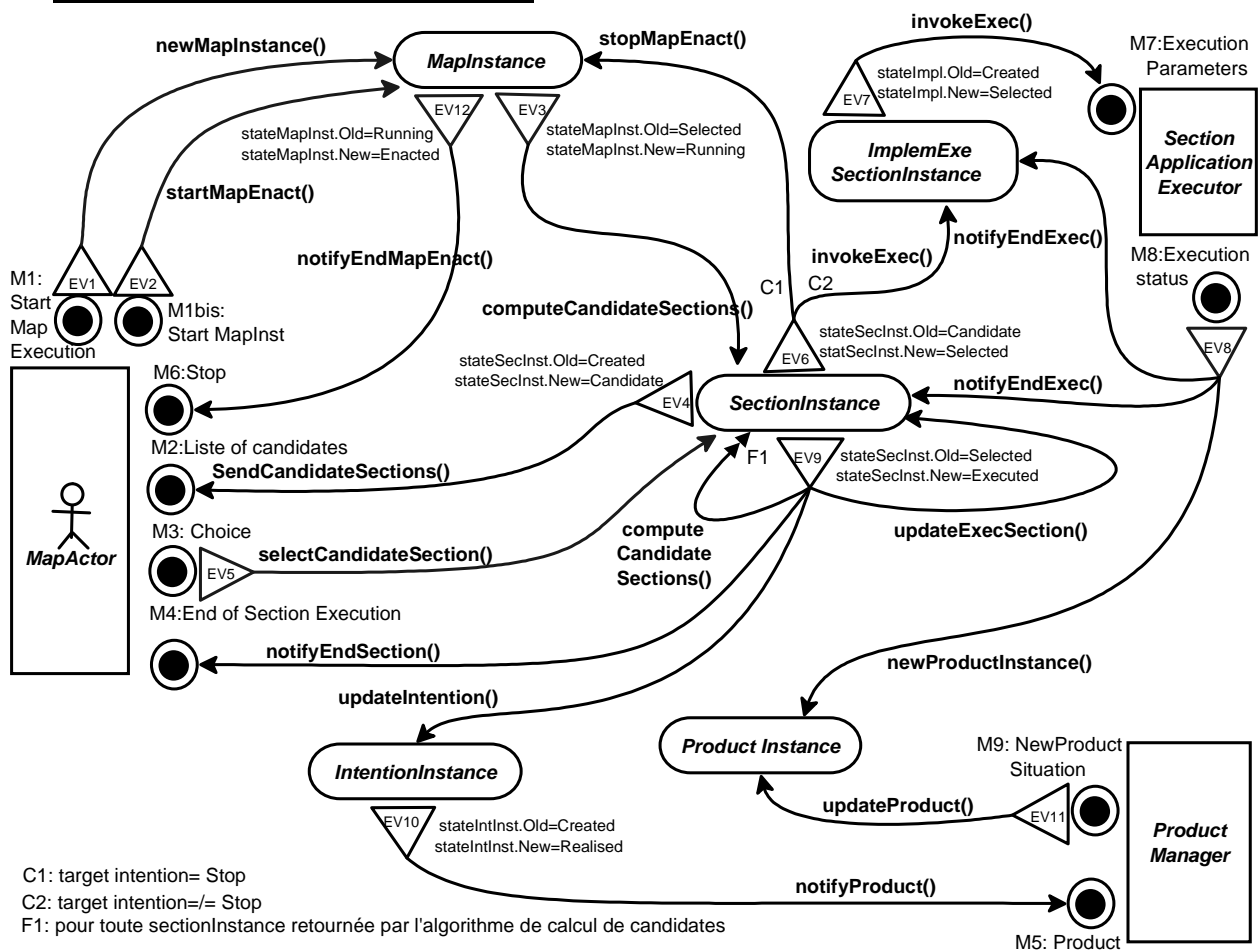 invokeExec()
newMapInstance()
stopMapEnact()
M7:Execution
Parameters
MapInstance
stateImpl.Old=Created
stateImpl.New=Selected
EV7
EV12
EV3
stateMapInst.Old=Running
stateMapInst.New=Enacted
stateMapInst.Old=Selected
stateMapInst.New=Running
ImplemExe
SectionInstance
Section
Application
Executor
startMapEnact()
notifyEndMapEnact()
invokeExec()
notifyEndExec()
M8:Execution
status
M1:
Start
Map
Execution
EV1
EV2
M1bis:
Start MapInst
C1
C2
computeCandidateSections()
stateSecInst.Old=Candidate
statSecInst.New=Selected
EV6
EV8
stateSecInst.Old=Created
stateSecInst.New=Candidate
M6:Stop
EV4
SectionInstance
notifyEndExec()
M2:Liste of candidates
SendCandidateSections()
F1
EV9
stateSecInst.Old=Selected
stateSecInst.New=Executed
updateExecSection()
compute
Candidate
Sections()
M3: Choice
MapActor
EV5
selectCandidateSection()
M4:End of Section Execution
notifyEndSection()
newProductInstance()
updateIntention()
IntentionInstance
Product Instance
M9: NewProduct
Situation
updateProduct()
EV11
EV10
stateIntInst.Old=Created
stateIntInst.New=Realised
Product
Manager
notifyProduct()
M5: Product
C1: target intention= Stop
C2: target intention=/= Stop
F1: pour toute sectionInstance retournée par l'algorithme de calcul de candidates